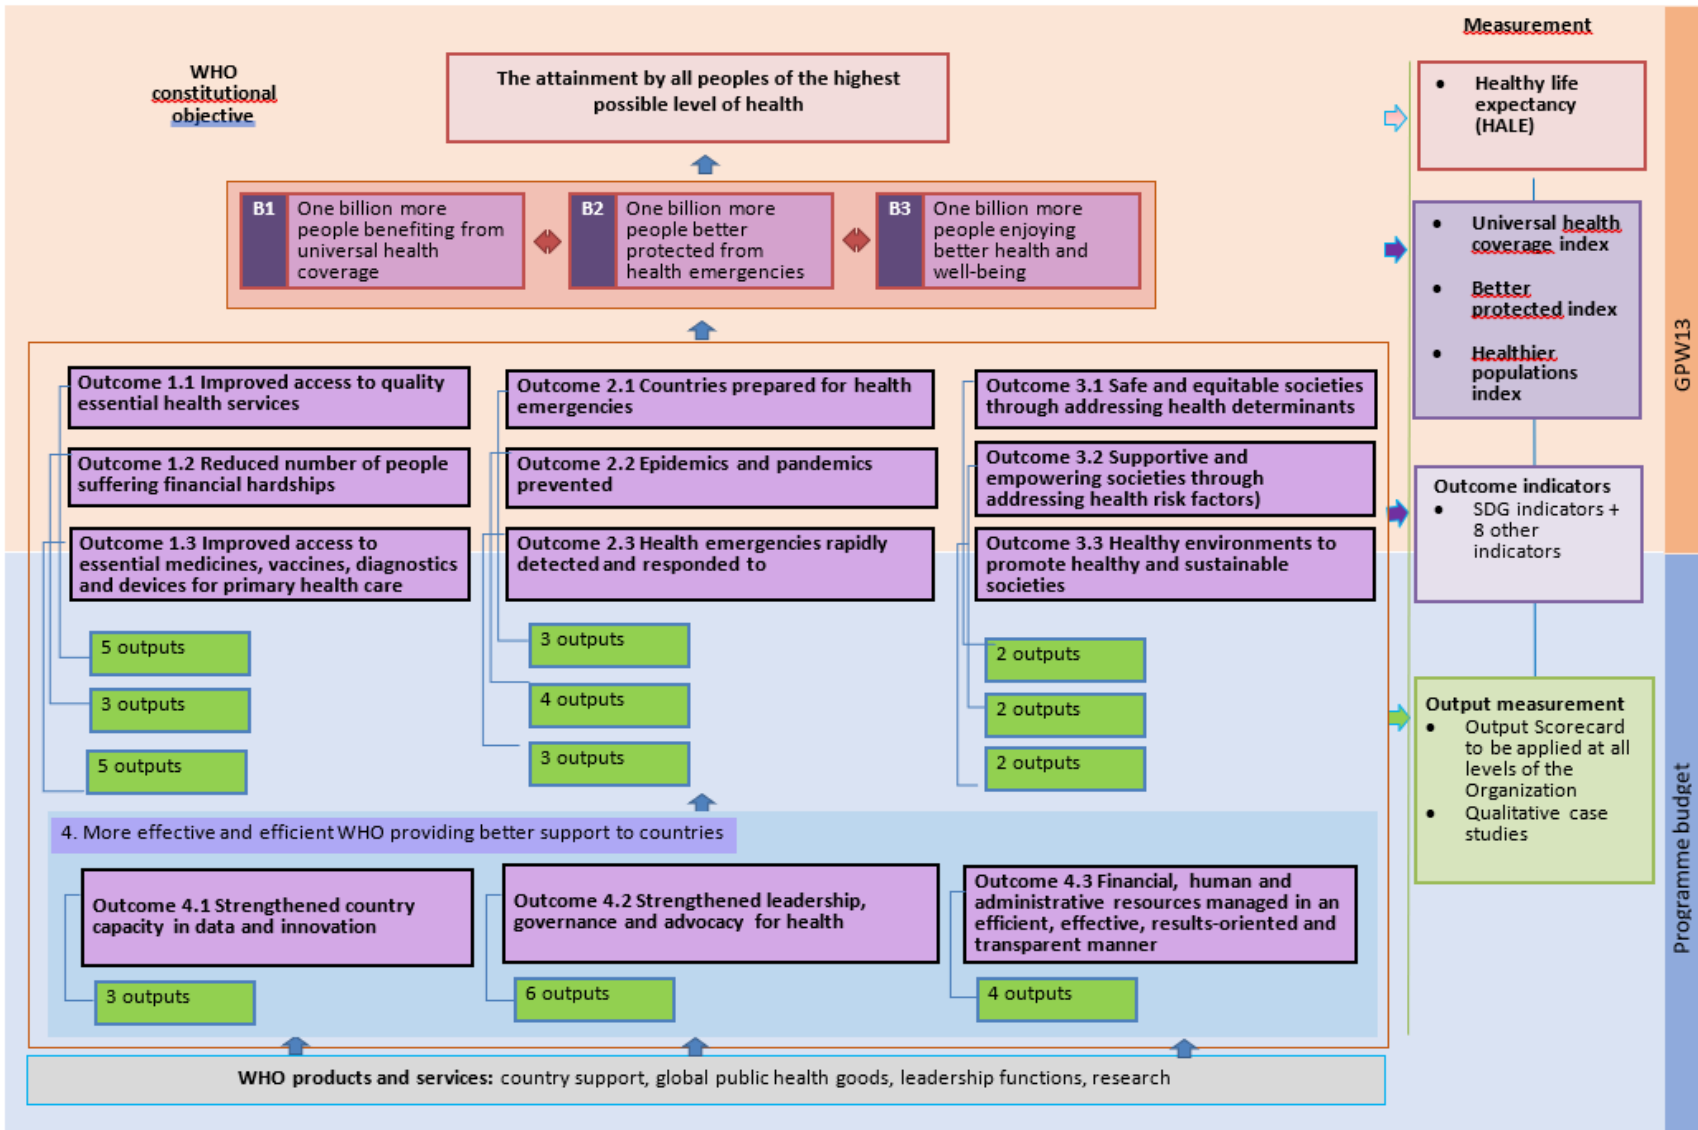 WHO
constitutional
objective
The attainment by all peoples of the highest
possible level of health
B1
One billion more
people benefiting from
universal health
coverage
B2
One billion more
people better
protected from
health emergencies
B3
One billion more
people enjoying
better health and
well-being
Outcome 1.1 Improved access to quality
essential health services
Outcome 1.2 Reduced number of people
suffering financial hardships
Outcome 1.3 Improved access to
essential medicines, vaccines, diagnostics
and devices for primary health care
5 outputs
3 outputs
5 outputs
Outcome 2.1 Countries prepared for health
emergencies
Outcome 2.2 Epidemics and pandemics
prevented
Outcome 2.3 Health emergencies rapidly
detected and responded to
3 outputs
4 outputs
3 outputs
Outcome 3.1 Safe and equitable societies
through addressing health determinants
Outcome 3.2 Supportive and
empowering societies through
addressing health risk factors)
Outcome 3.3 Healthy environments to
promote healthy and sustainable
societies
2 outputs
2 outputs
2 outputs
4. More effective and efficient WHO providing better support to countries
Outcome 4.1 Strengthened country
capacity in data and innovation
3 outputs
Outcome 4.2 Strengthened leadership,
governance and advocacy for health
6 outputs
Outcome 4.3 Financial, human and
administrative resources managed in an
efficient, effective, results-oriented and
transparent manner
4 outputs
WHO products and services: country support, global public health goods, leadership functions, research
Measurement
• Healthy life
expectancy
(HALE)
• Universal health
coverage index
• Better
protected index
• Healthier
populations
index
Outcome indicators
• SDG indicators +
8 other
indicators
Output measurement
• Output Scorecard
to be applied at all
levels of the
Organization
• Qualitative case
studies
GPW13
Programme budget